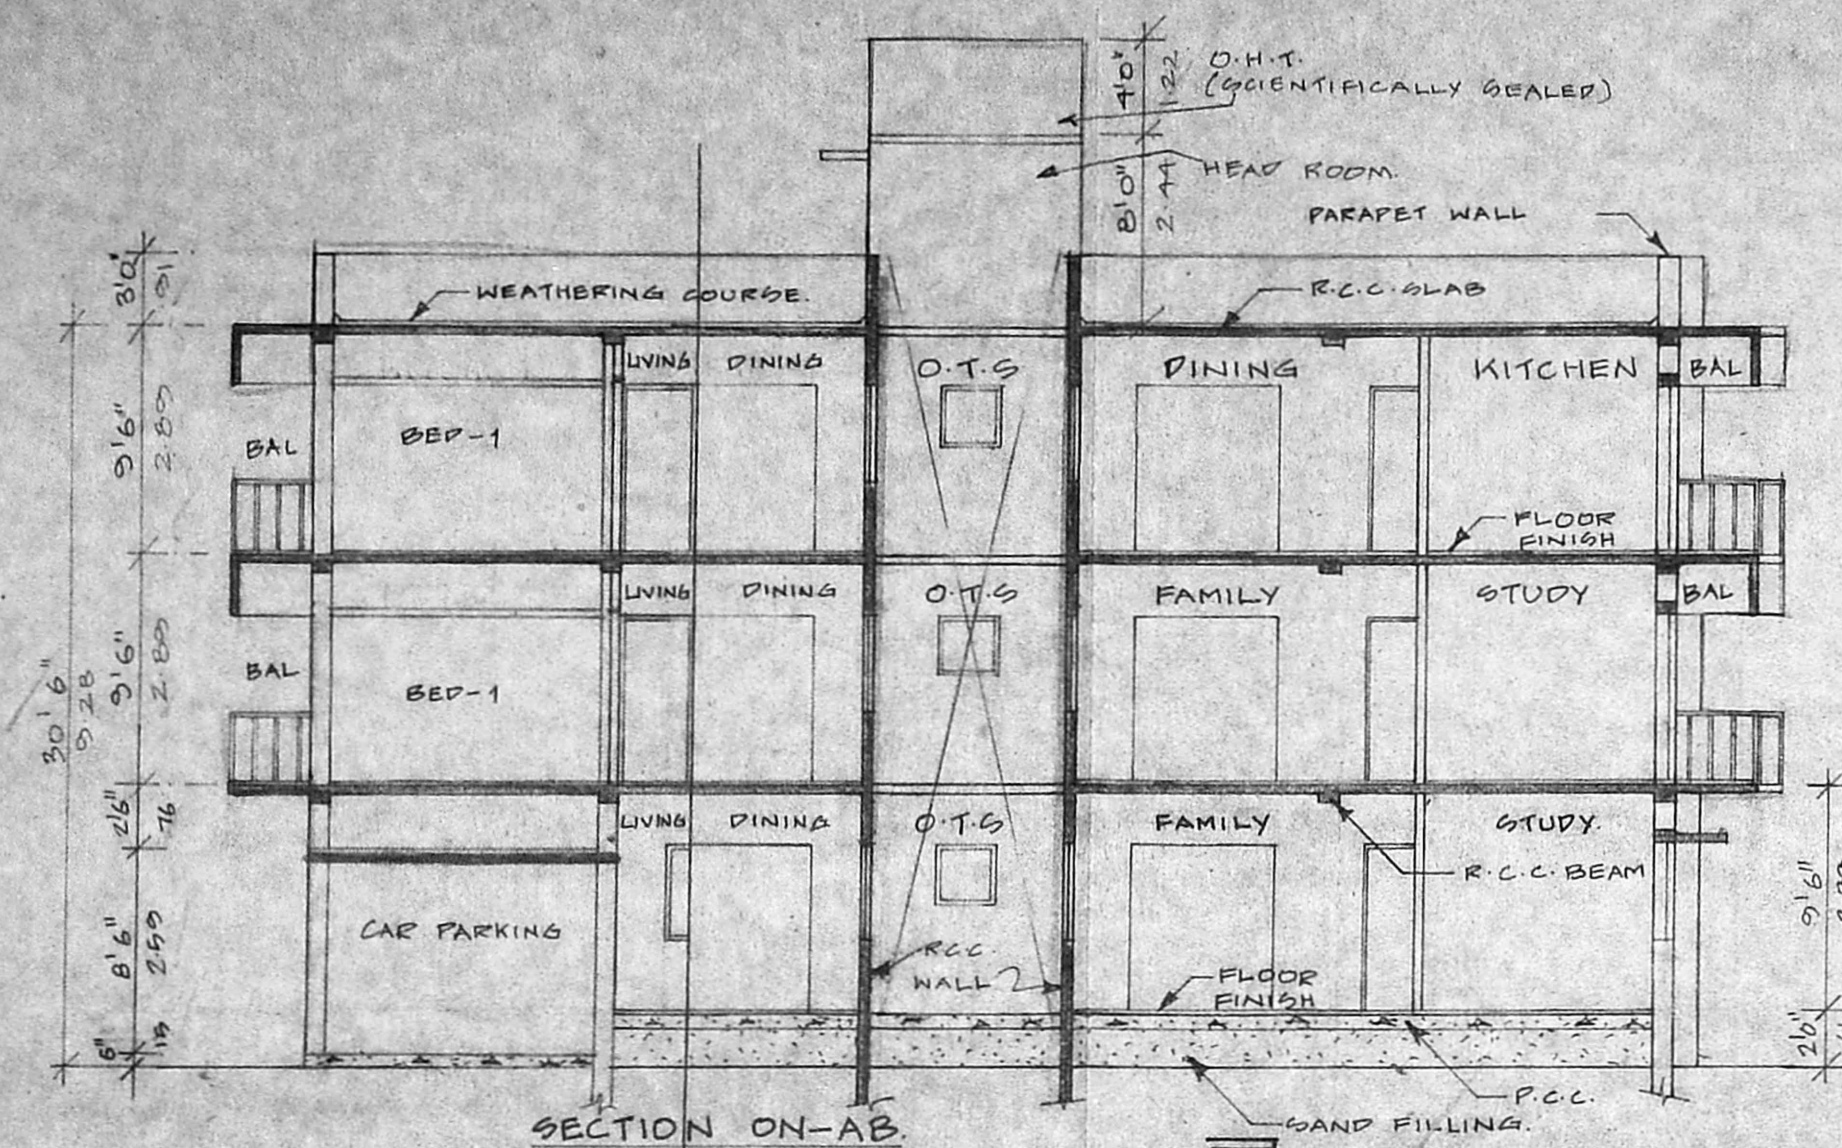 4'0"
1.22
O.H.T.
(SCIENTIFICALLY SEALED)
8'0"
2.44
HEAD ROOM.
PARAPET WALL
3'0"
.91
WEATHERING COURSE.
R.C.C. SLAB
LIVING
DINING
O.T.S
DINING
KITCHEN
BAL
9'6"
2.89
BAL
BED-1
FLOOR
FINISH
LIVING
DINING
O.T.S
FAMILY
STUDY
BAL
30'6"
9.28
9'6"
2.89
BAL
BED-1
2'6"
.76
LIVING
DINING
O.T.S
FAMILY
STUDY.
R.C.C. BEAM
8'6"
2.59
CAR PARKING
9'6"
R.C.C.
WALL
FLOOR
FINISH
6"
.15
2'0"
P.C.C.
SAND FILLING.
SECTION ON-AB.